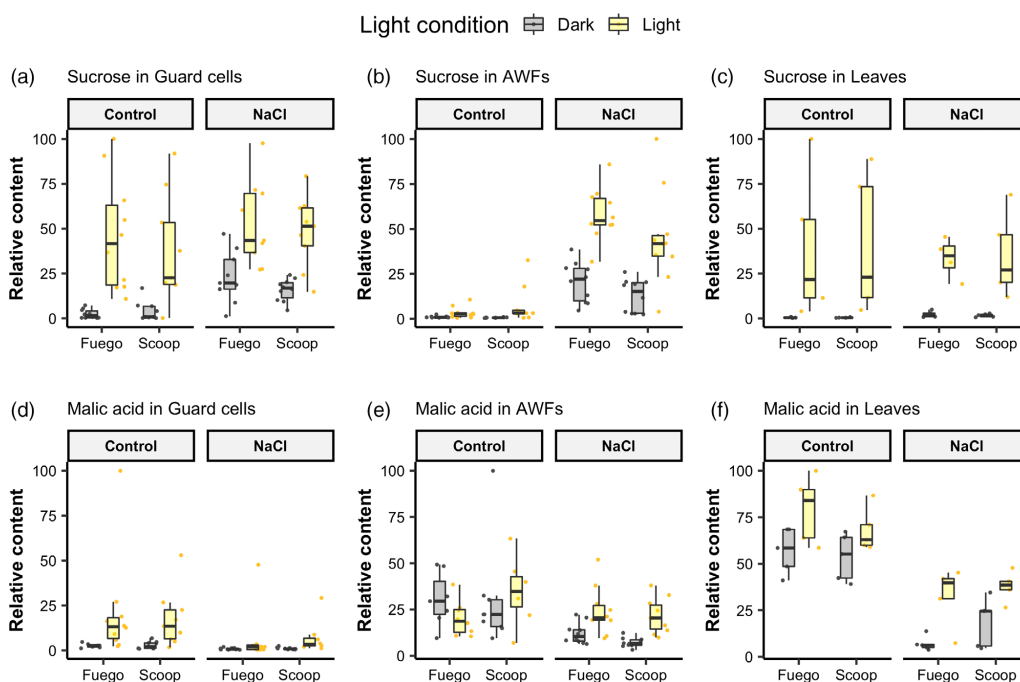 Light condition Dark Light
(a) Sucrose in Guard cells
Control NaCl
Relative content
100
75
50
25
0
Fuego Scoop Fuego Scoop
(b) Sucrose in AWFs
Control NaCl
Relative content
100
75
50
25
0
Fuego Scoop Fuego Scoop
(c) Sucrose in Leaves
Control NaCl
Relative content
100
75
50
25
0
Fuego Scoop Fuego Scoop
(d) Malic acid in Guard cells
Control NaCl
Relative content
100
75
50
25
0
Fuego Scoop Fuego Scoop
(e) Malic acid in AWFs
Control NaCl
Relative content
100
75
50
25
0
Fuego Scoop Fuego Scoop
(f) Malic acid in Leaves
Control NaCl
Relative content
100
75
50
25
0
Fuego Scoop Fuego Scoop